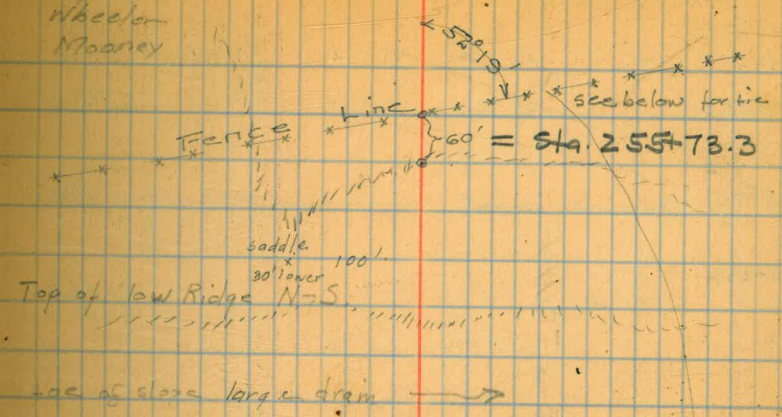 Wheeler
Mooney
52°19'
Fence Line
see below for tie
60' = Sta. 255+73.3
saddle
30' lower 100'.
Top of low Ridge N-S.
toe of slope large drain